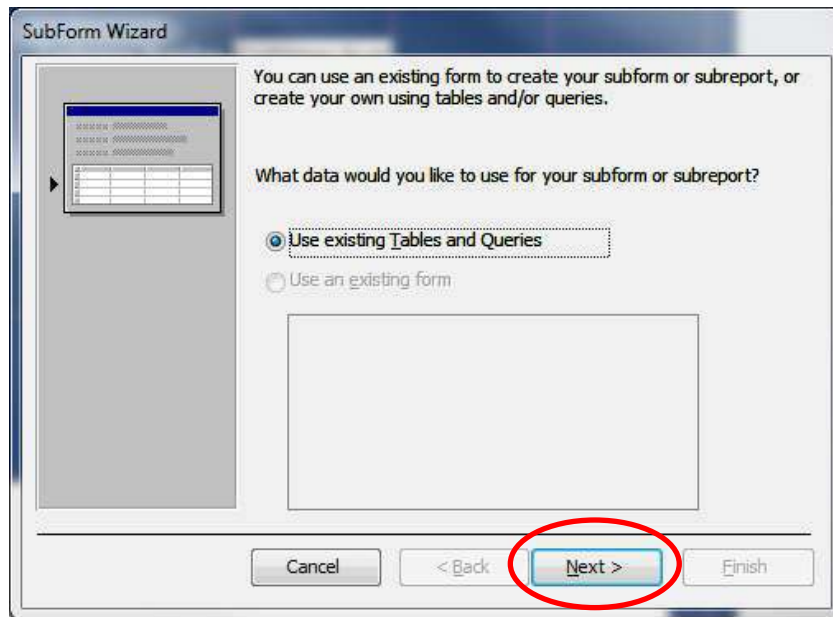 SubForm Wizard
You can use an existing form to create your subform or subreport, or
create your own using tables and/or queries.
What data would you like to use for your subform or subreport?
Use existing Tables and Queries
Use an existing form
Cancel
< Back
Next >
Finish